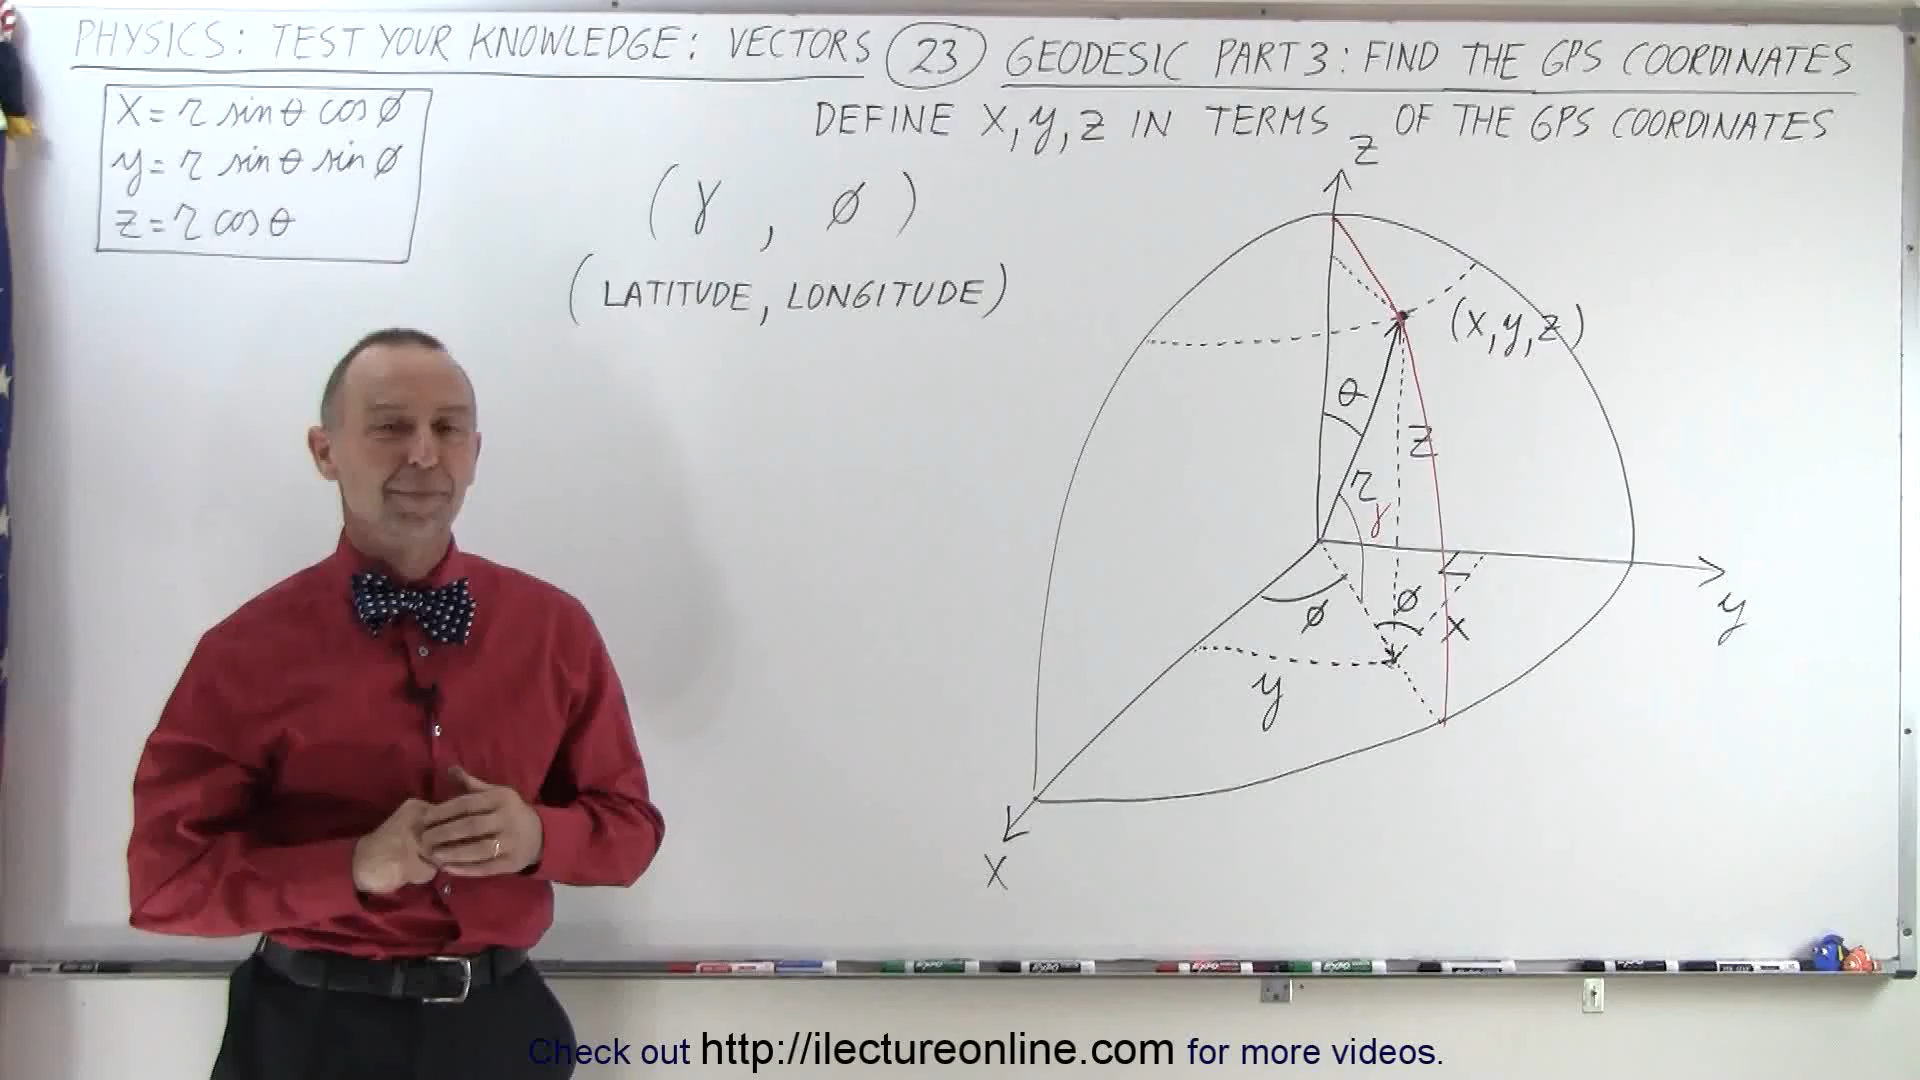 PHYSICS: TEST YOUR KNOWLEDGE: VECTORS 23 GEODESIC PART 3: FIND THE GPS COORDINATES
DEFINE X, y, Z IN TERMS OF THE GPS COORDINATES
X = r sin θ cos ø
y = r sin θ sin ø
Z = r cos θ
(γ, ø)
(LATITUDE, LONGITUDE)
Z
(X, y, Z)
θ
Z
r
γ
ø
ø
X
y
y
X
EXPO
Check out http://ilectureonline.com for more videos.